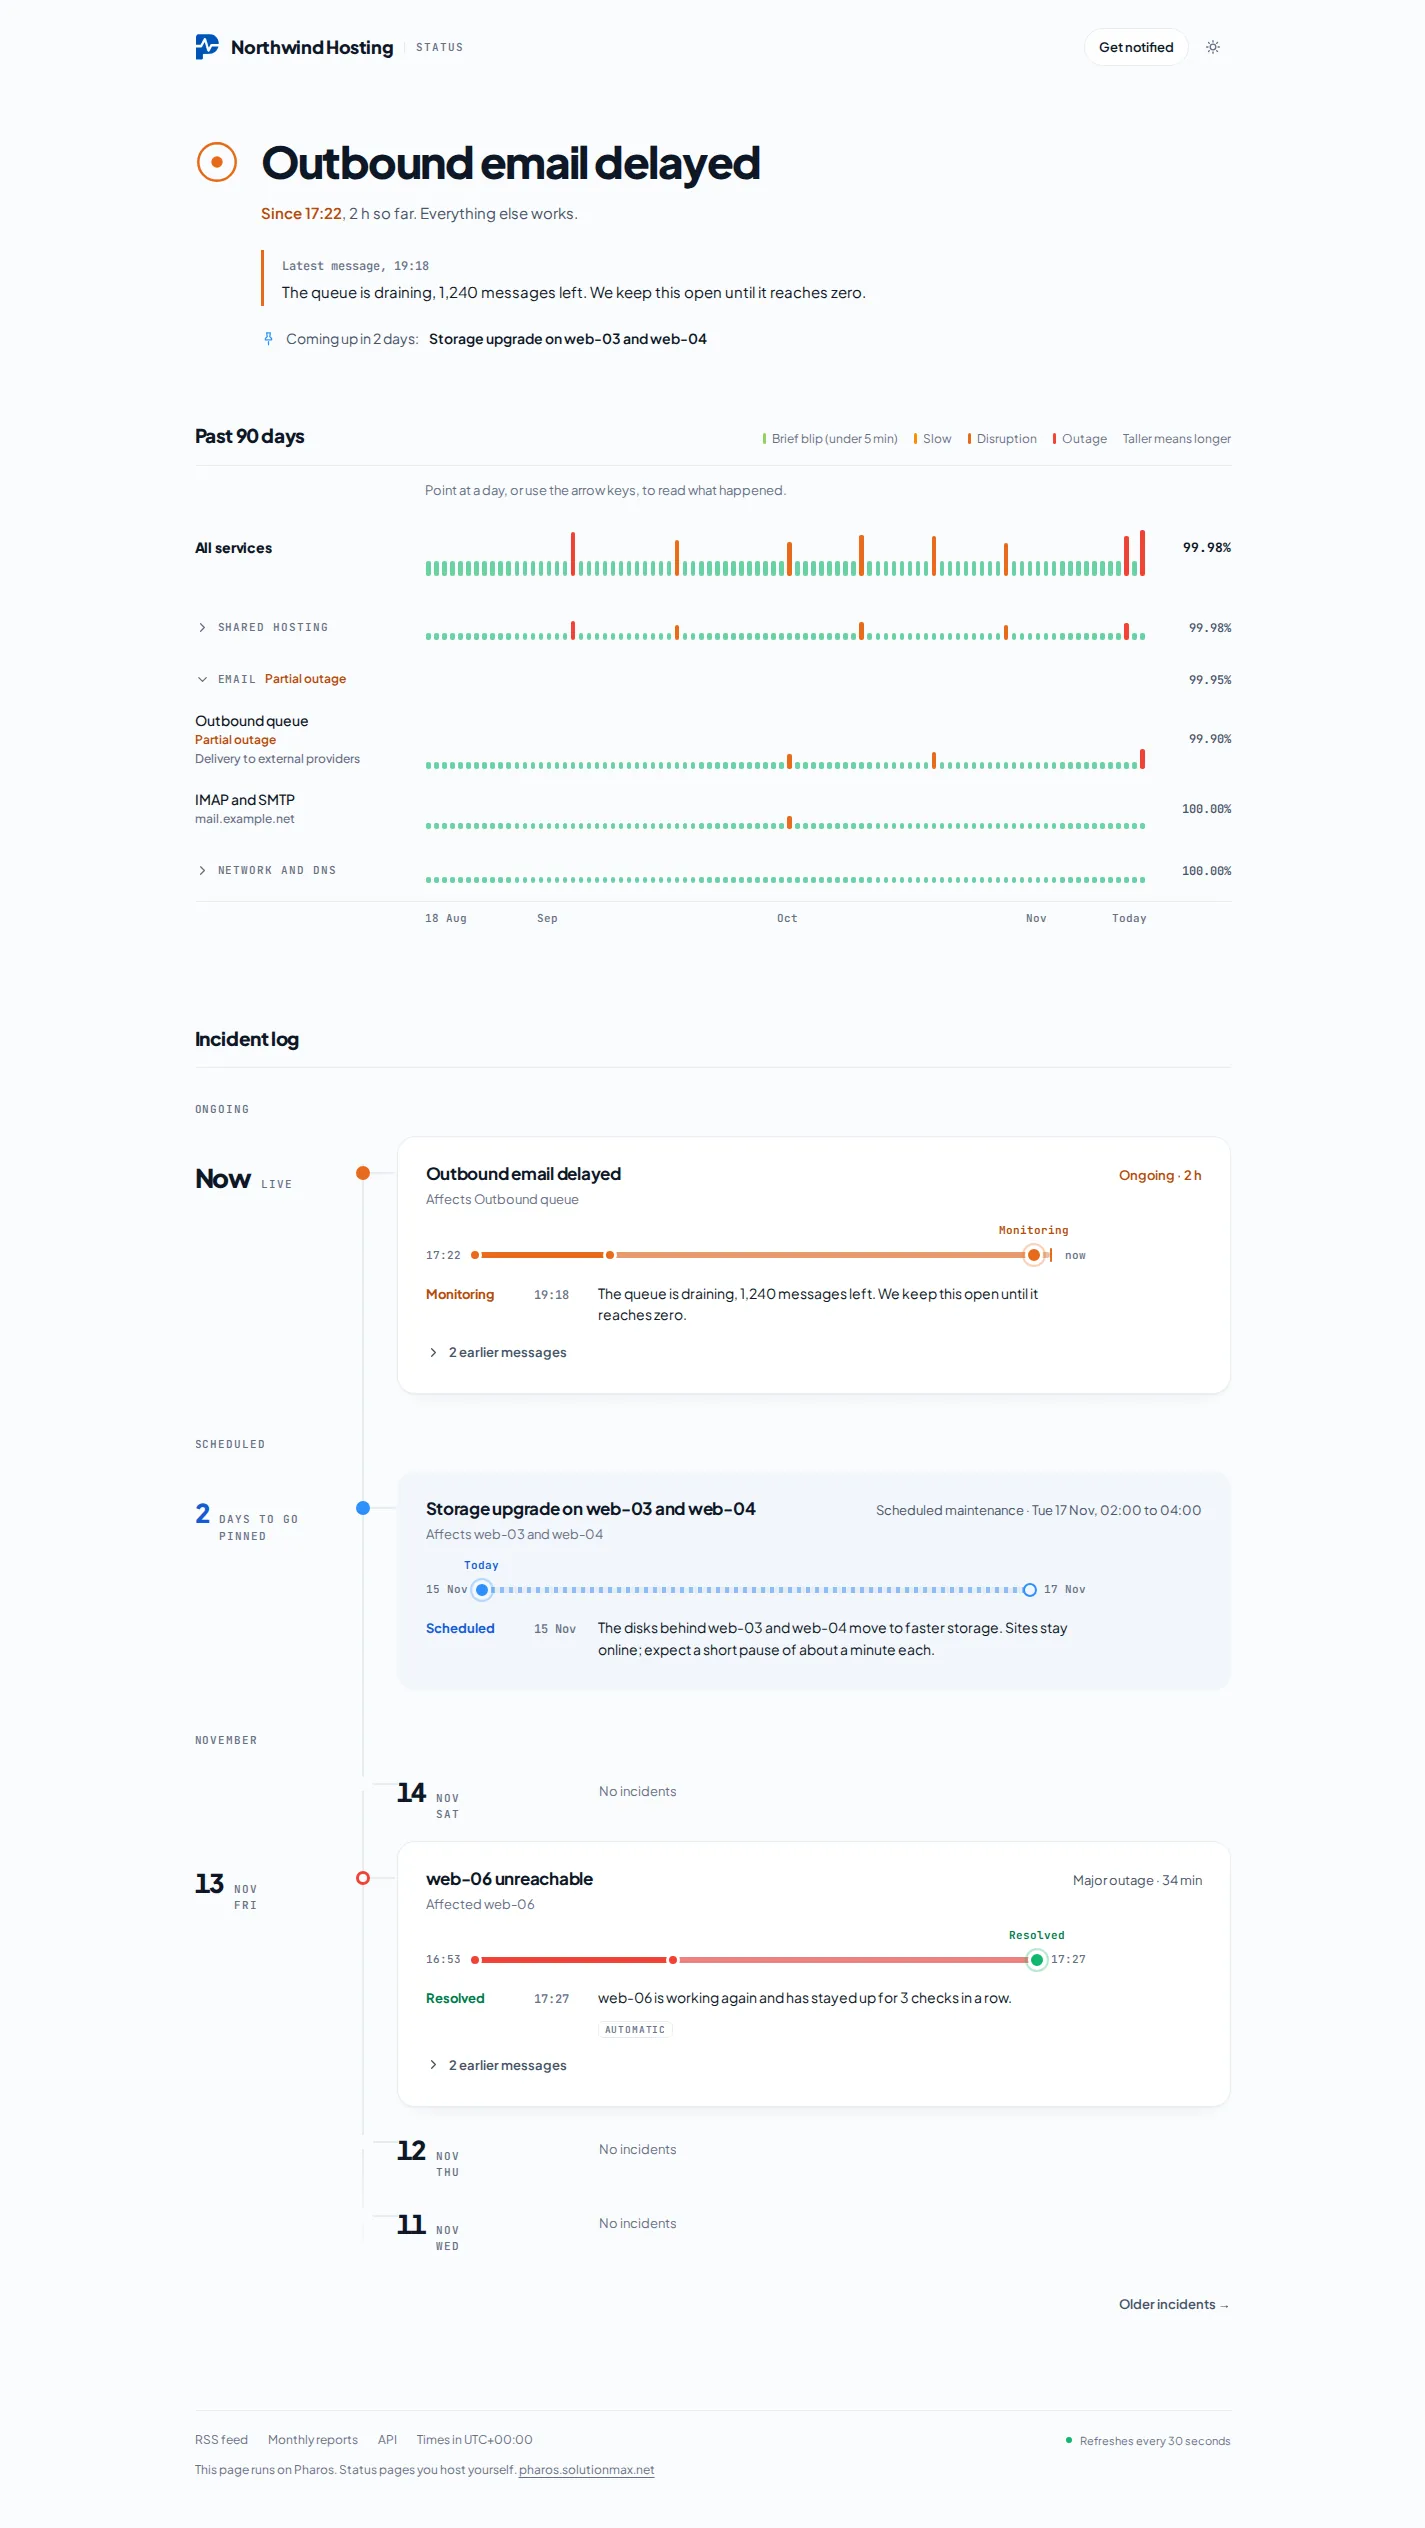 Northwind Hosting STATUS
Get notified
Outbound email delayed
Since 17:22, 2 h so far. Everything else works.
Latest message, 19:18
The queue is draining, 1,240 messages left. We keep this open until it reaches zero.
Coming up in 2 days: Storage upgrade on web-03 and web-04
Past 90 days
Brief blip (under 5 min) Slow Disruption Outage Taller means longer
Point at a day, or use the arrow keys, to read what happened.
All services 99.98%
SHARED HOSTING 99.98%
EMAIL Partial outage 99.95%
Outbound queue
Partial outage 99.90%
Delivery to external providers
IMAP and SMTP
100.00%
mail.example.net
NETWORK AND DNS 100.00%
18 Aug Sep Oct Nov Today
Incident log
ONGOING
Now LIVE
Outbound email delayed Ongoing · 2 h
Affects Outbound queue
Monitoring
17:22 now
Monitoring 19:18 The queue is draining, 1,240 messages left. We keep this open until it
reaches zero.
2 earlier messages
SCHEDULED
2 DAYS TO GO
PINNED
Storage upgrade on web-03 and web-04 Scheduled maintenance · Tue 17 Nov, 02:00 to 04:00
Affects web-03 and web-04
Today
15 Nov 17 Nov
Scheduled 15 Nov The disks behind web-03 and web-04 move to faster storage. Sites stay
online; expect a short pause of about a minute each.
NOVEMBER
14 NOV
SAT
No incidents
13 NOV
FRI
web-06 unreachable Major outage · 34 min
Affected web-06
Resolved
16:53 17:27
Resolved 17:27 web-06 is working again and has stayed up for 3 checks in a row.
AUTOMATIC
2 earlier messages
12 NOV
THU
No incidents
11 NOV
WED
No incidents
Older incidents →
RSS feed Monthly reports API Times in UTC+00:00 Refreshes every 30 seconds
This page runs on Pharos. Status pages you host yourself. pharos.solutionmax.net